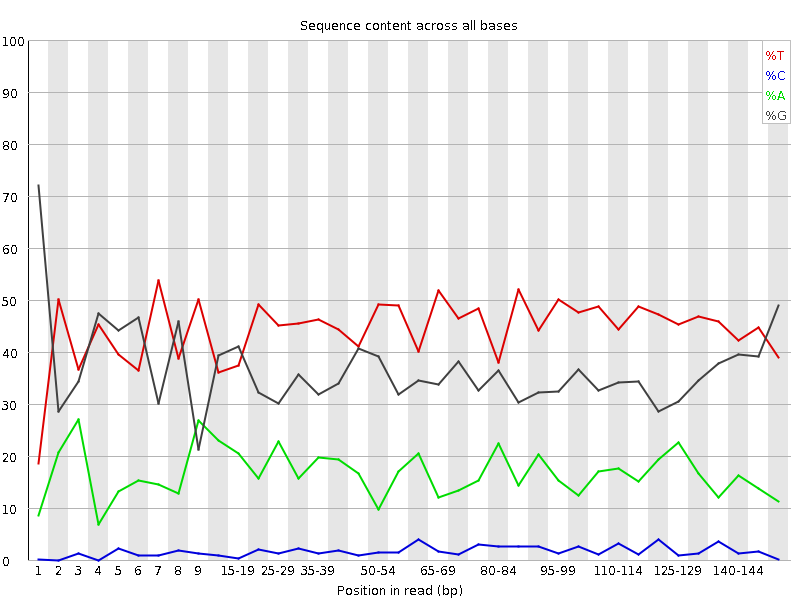 Sequence content across all bases
%T
%C
%A
%G
100
90
80
70
60
50
40
30
20
10
0
1 2 3 4 5 6 7 8 9 15-19 25-29 35-39 50-54 65-69 80-84 95-99 110-114 125-129 140-144
Position in read (bp)